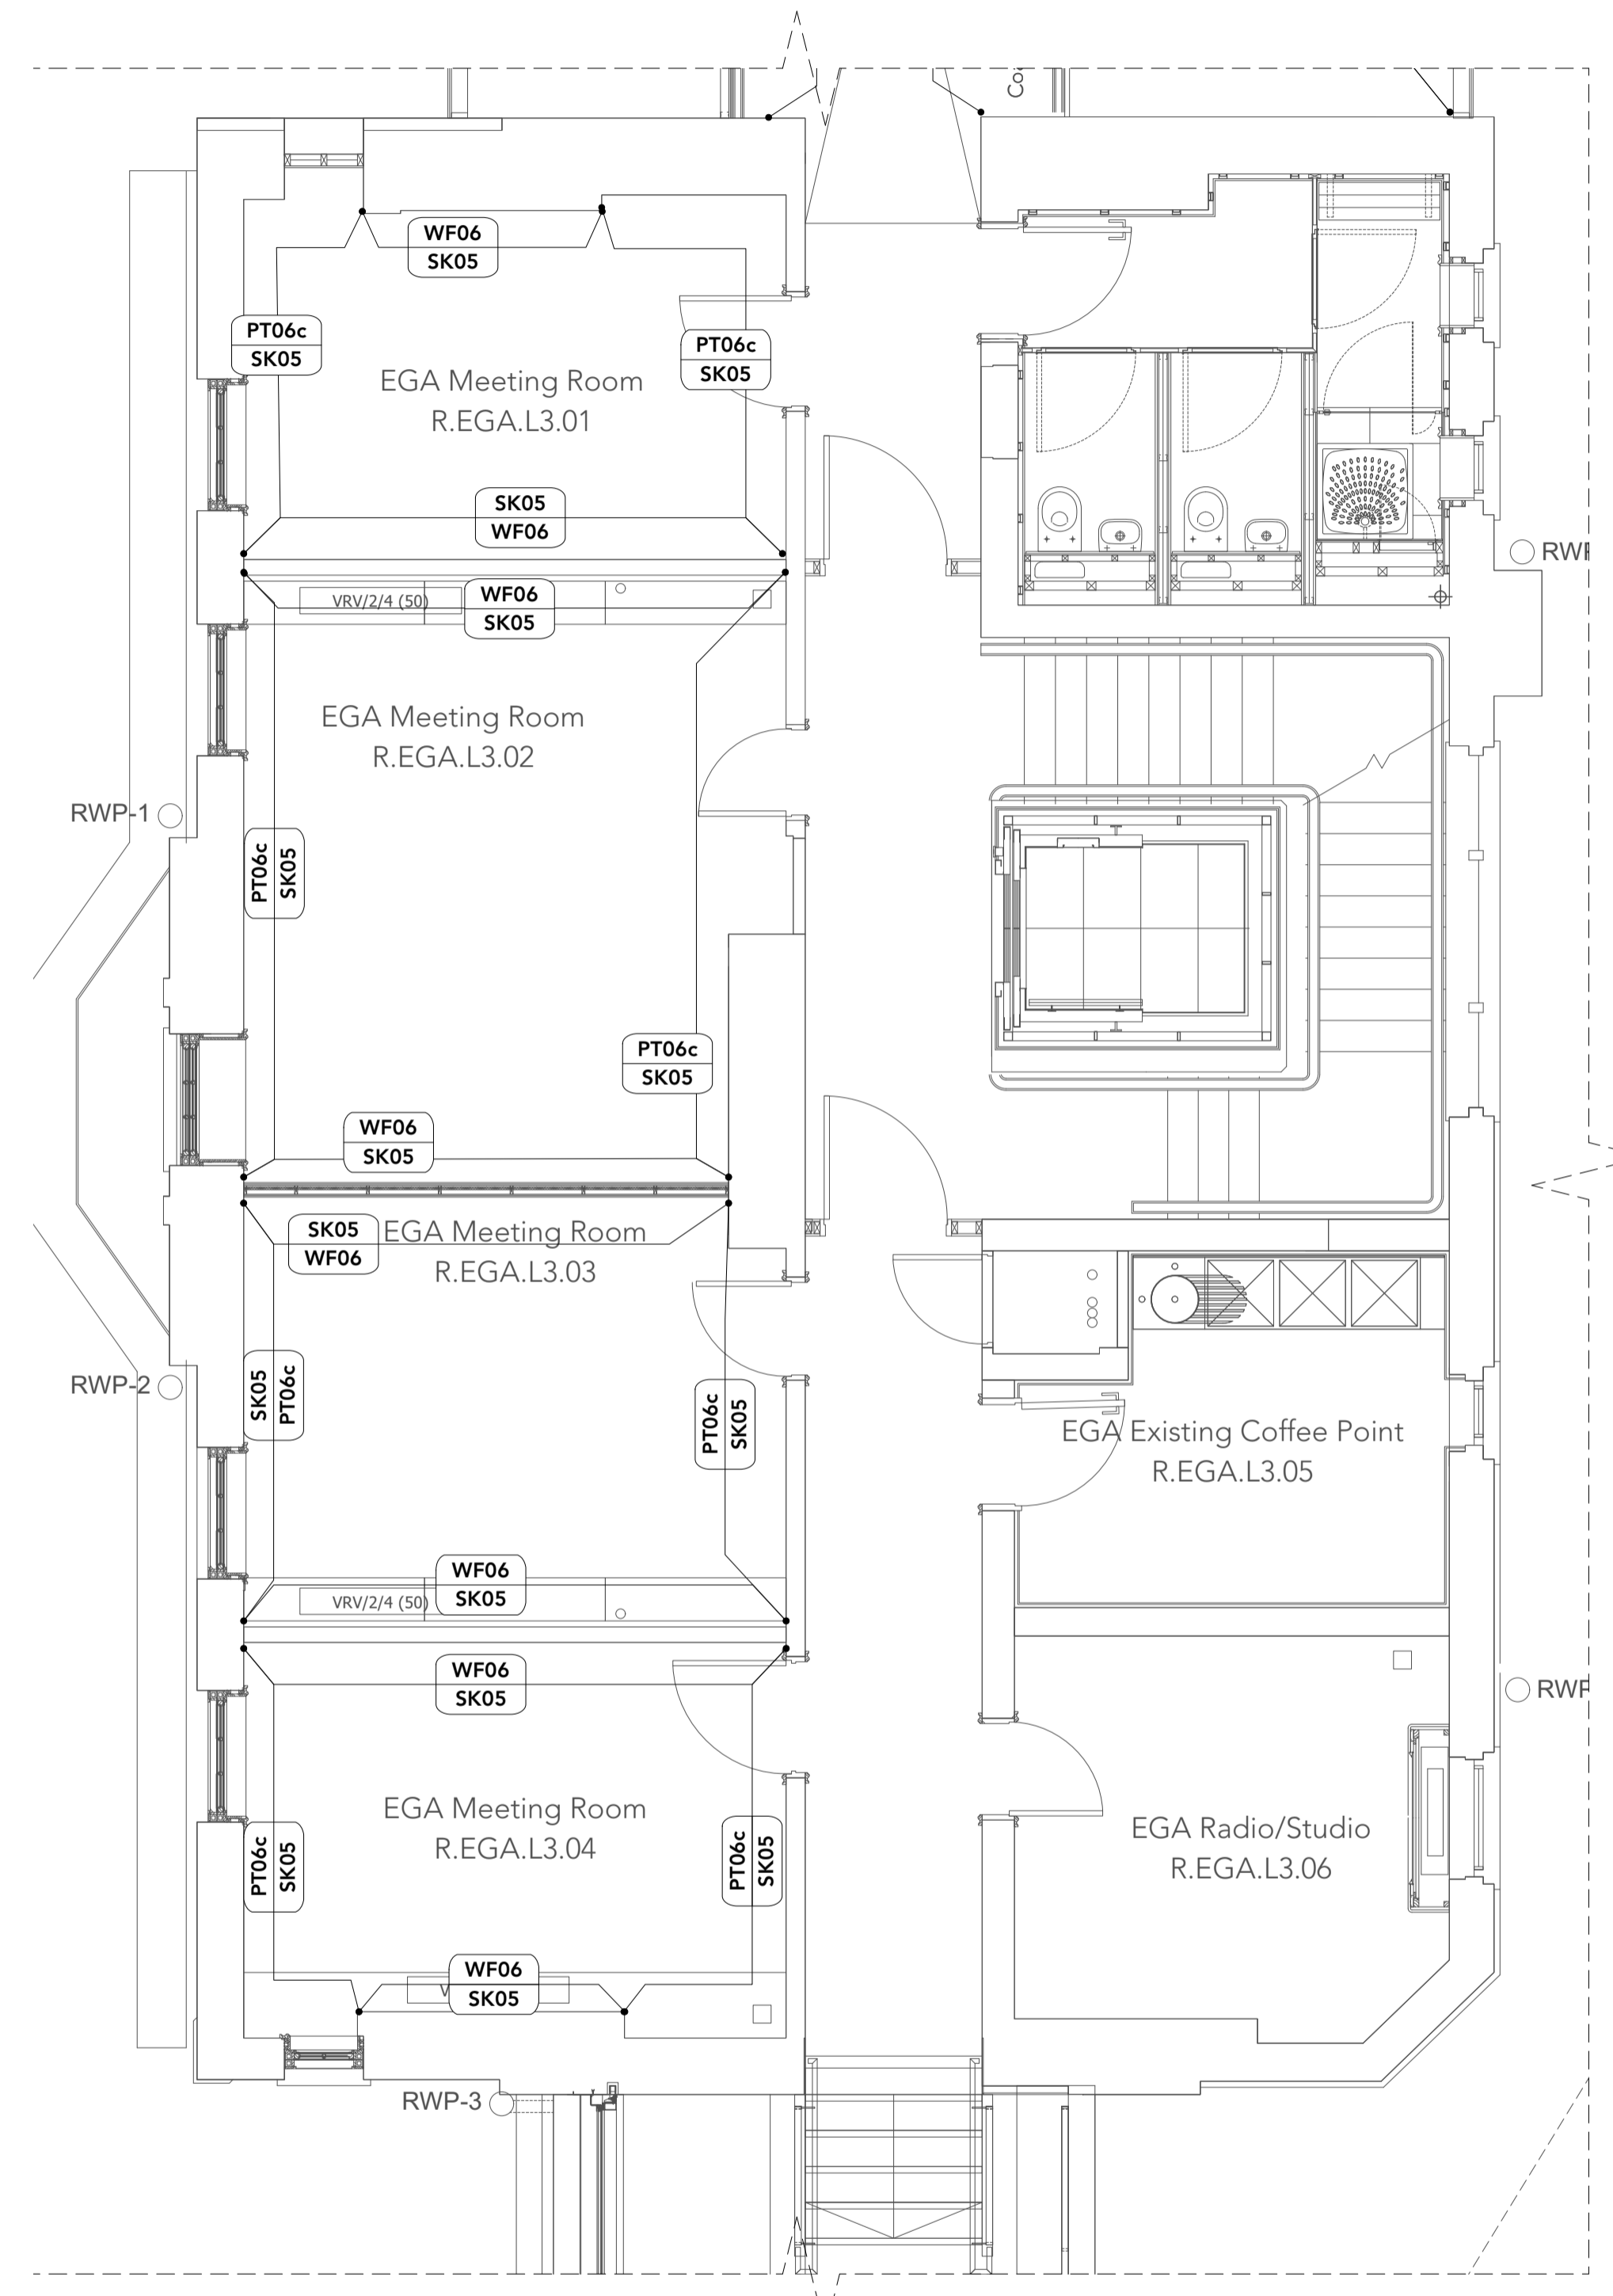 Co
WF06
SK05
PT06c
SK05
PT06c
SK05
EGA Meeting Room
R.EGA.L3.01
SK05
WF06
RWP
VRV/2/4 (50)
WF06
SK05
EGA Meeting Room
R.EGA.L3.02
RWP-1
PT06c
SK05
PT06c
SK05
WF06
SK05
SK05
WF06
EGA Meeting Room
R.EGA.L3.03
RWP-2
SK05
PT06c
PT06c
SK05
EGA Existing Coffee Point
R.EGA.L3.05
WF06
SK05
VRV/2/4 (50)
WF06
SK05
RWP
EGA Meeting Room
R.EGA.L3.04
PT06c
SK05
PT06c
SK05
EGA Radio/Studio
R.EGA.L3.06
WF06
SK05
RWP-3